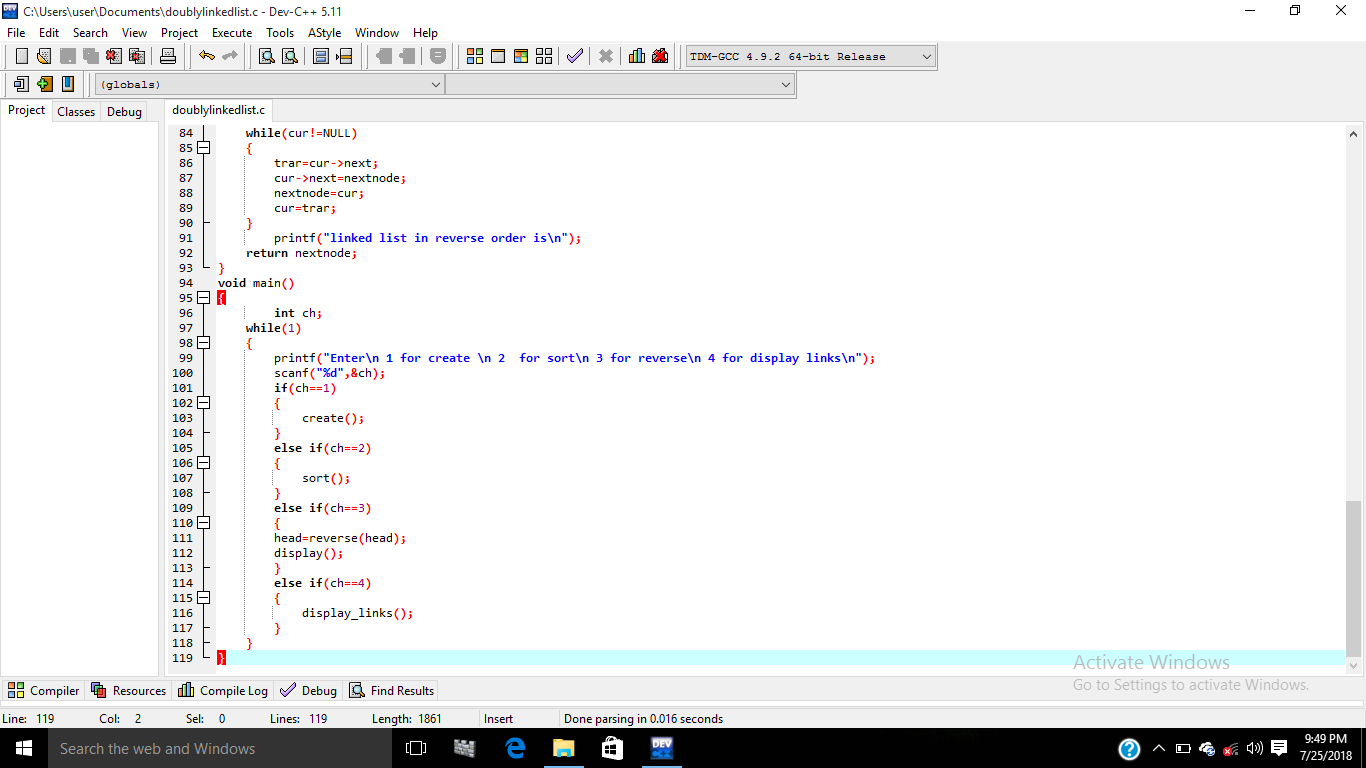 C:\Users\user\Documents\doublylinkedlist.c - Dev-C++ 5.11
File Edit Search View Project Execute Tools AStyle Window Help
TDM-GCC 4.9.2 64-bit Release
(globals)
Project Classes Debug
doublylinkedlist.c
84 while(cur!=NULL)
85 {
86 trar=cur->next;
87 cur->next=nextnode;
88 nextnode=cur;
89 cur=trar;
90 }
91 printf("linked list in reverse order is\n");
92 return nextnode;
93 }
94 void main()
95 {
96 int ch;
97 while(1)
98 {
99 printf("Enter\n 1 for create \n 2  for sort\n 3 for reverse\n 4 for display links\n");
100 scanf("%d",&ch);
101 if(ch==1)
102 {
103 create();
104 }
105 else if(ch==2)
106 {
107 sort();
108 }
109 else if(ch==3)
110 {
111 head=reverse(head);
112 display();
113 }
114 else if(ch==4)
115 {
116 display_links();
117 }
118 }
119 }
Activate Windows
Go to Settings to activate Windows.
Compiler Resources Compile Log Debug Find Results
Line: 119 Col: 2 Sel: 0 Lines: 119 Length: 1861 Insert Done parsing in 0.016 seconds
Search the web and Windows
DEV
9:49 PM
7/25/2018